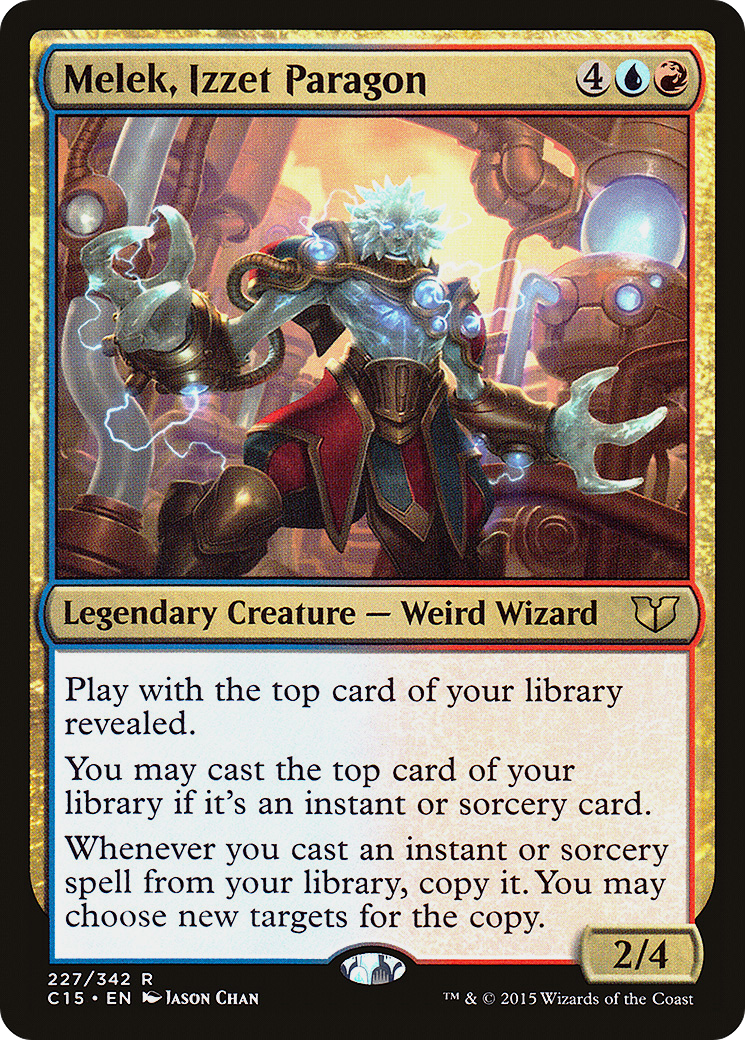 Melek, Izzet Paragon 4
Legendary Creature — Weird Wizard
Play with the top card of your library
revealed.
You may cast the top card of your
library if it's an instant or sorcery card.
Whenever you cast an instant or sorcery
spell from your library, copy it. You may
choose new targets for the copy.
2/4
227/342 R
C15 • EN Jason Chan
™ & © 2015 Wizards of the Coast